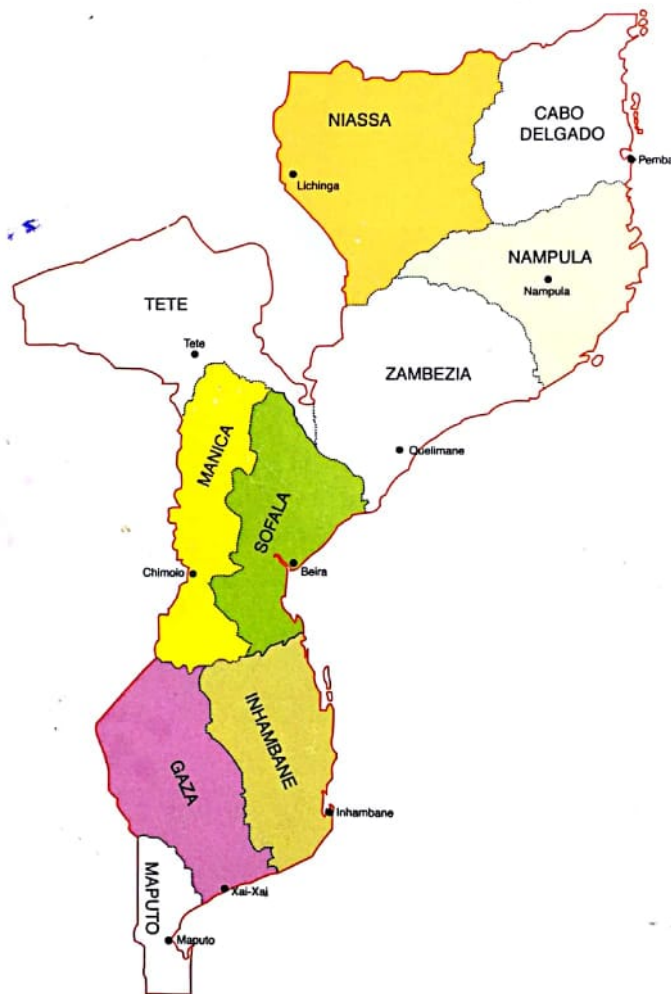 NIASSA
CABO
DELGADO
Pemba
Lichinga
NAMPULA
Nampula
TETE
Tete
ZAMBEZIA
Quelimane
MANICA
SOFALA
Chimoio
Beira
INHAMBANE
GAZA
Inhambane
MAPUTO
Xai-Xai
Maputo